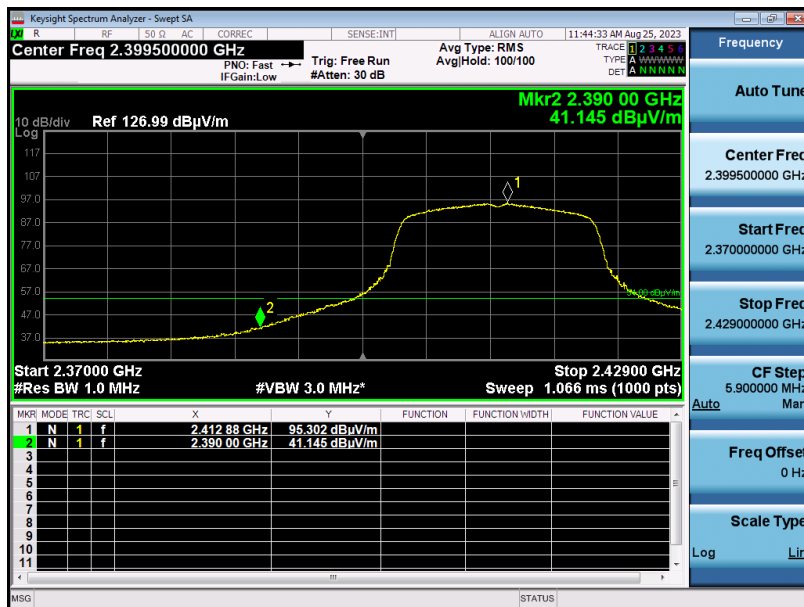 Keysight Spectrum Analyzer - Swept SA
LXI R RF 50 Ω AC CORREC SENSE:INT ALIGN AUTO 11:44:33 AM Aug 25, 2023
Center Freq 2.399500000 GHz
PNO: Fast
IFGain:Low
Trig: Free Run
#Atten: 30 dB
Avg Type: RMS
Avg|Hold: 100/100
TRACE 1 2 3 4 5 6
TYPE A W W W W W
DET A N N N N N
Mkr2 2.390 00 GHz
41.145 dBµV/m
10 dB/div Ref 126.99 dBµV/m
Log
117
107
97.0
87.0
77.0
67.0
57.0
47.0
37.0
1
2
54.00 dBµV/m
Start 2.37000 GHz Stop 2.42900 GHz
#Res BW 1.0 MHz #VBW 3.0 MHz* Sweep 1.066 ms (1000 pts)
MKR MODE TRC SCL X Y FUNCTION FUNCTION WIDTH FUNCTION VALUE
1 N 1 f 2.412 88 GHz 95.302 dBµV/m
2 N 1 f 2.390 00 GHz 41.145 dBµV/m
3
4
5
6
7
8
9
10
11
MSG STATUS
Frequency
Auto Tune
Center Freq
2.399500000 GHz
Start Freq
2.370000000 GHz
Stop Freq
2.429000000 GHz
CF Step
5.900000 MHz
Auto Man
Freq Offset
0 Hz
Scale Type
Log Lin